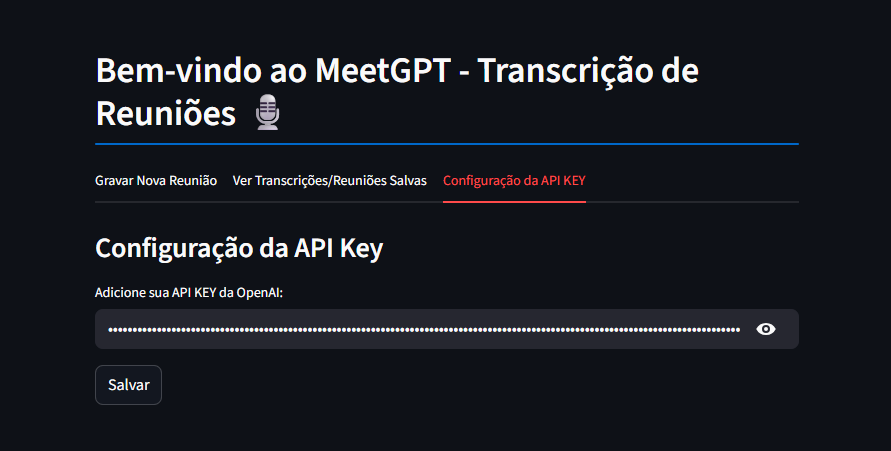 Bem-vindo ao MeetGPT - Transcrição de
Reuniões
Gravar Nova Reunião Ver Transcrições/Reuniões Salvas Configuração da API KEY
Configuração da API Key
Adicione sua API KEY da OpenAI:
Salvar